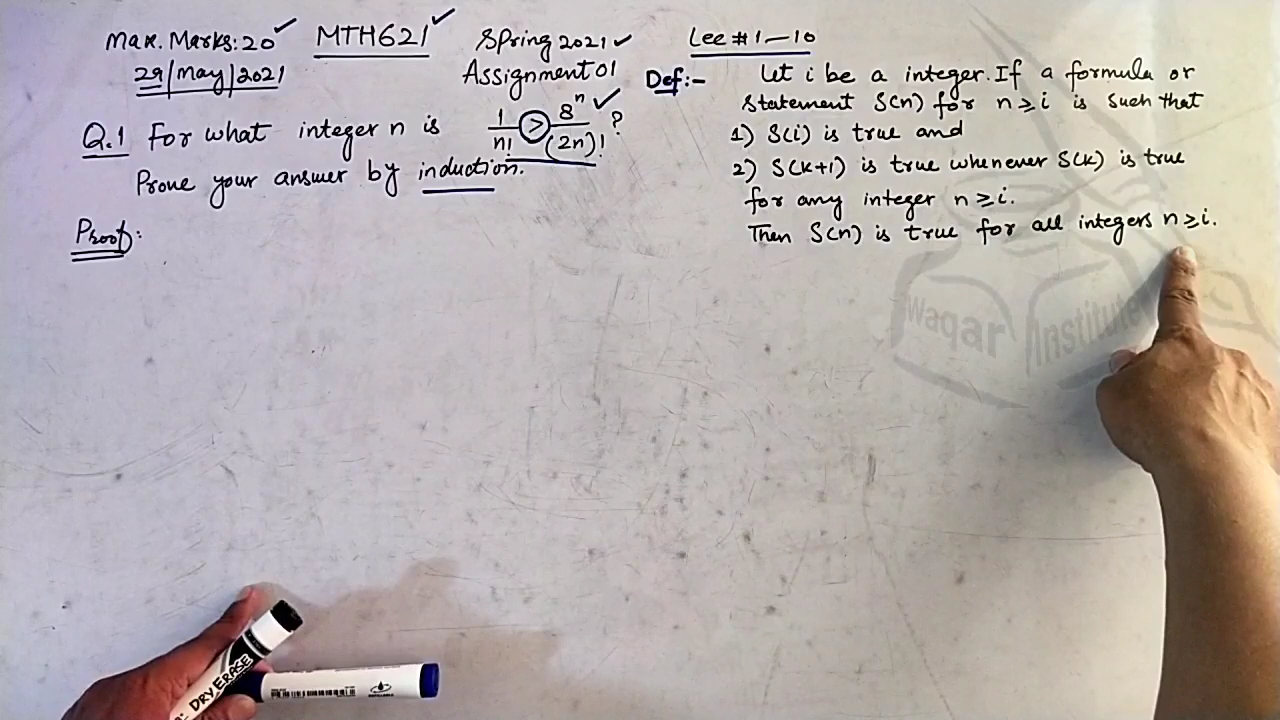 Max. Marks: 20 ✓ MTH621 ✓ Spring 2021 ✓ Lec # 1–10
29/May/2021 Assignment 01
Q.1 For what integer n is 1/n! > 8^n/(2n)! ✓ ?
Prove your answer by induction.
Proof:
Def:- Let i be a integer. If a formula or
statement S(n) for n ≥ i is such that
1) S(i) is true and
2) S(k+1) is true whenever S(k) is true
for any integer n ≥ i.
Then S(n) is true for all integers n ≥ i.
Waqar Institute
DRY ERASE